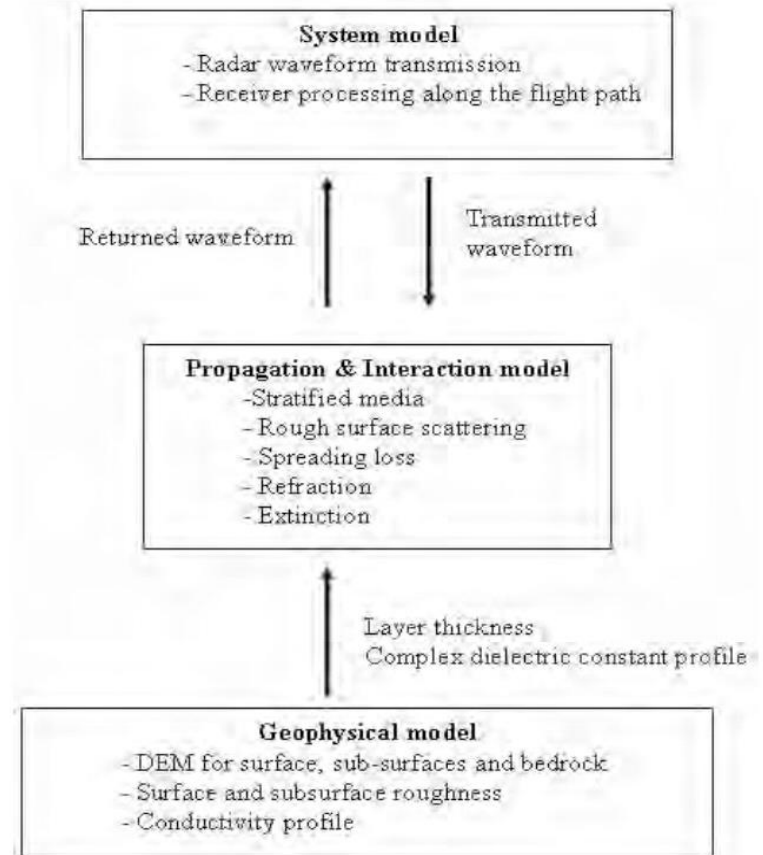 System model
- Radar waveform transmission
- Receiver processing along the flight path
Returned waveform
Transmitted
waveform
Propagation & Interaction model
-Stratified media
- Rough surface scattering
- Spreading loss
- Refraction
- Extinction
Layer thickness
Complex dielectric constant profile
Geophysical model
- DEM for surface, sub-surfaces and bedrock
- Surface and subsurface roughness
- Conductivity profile